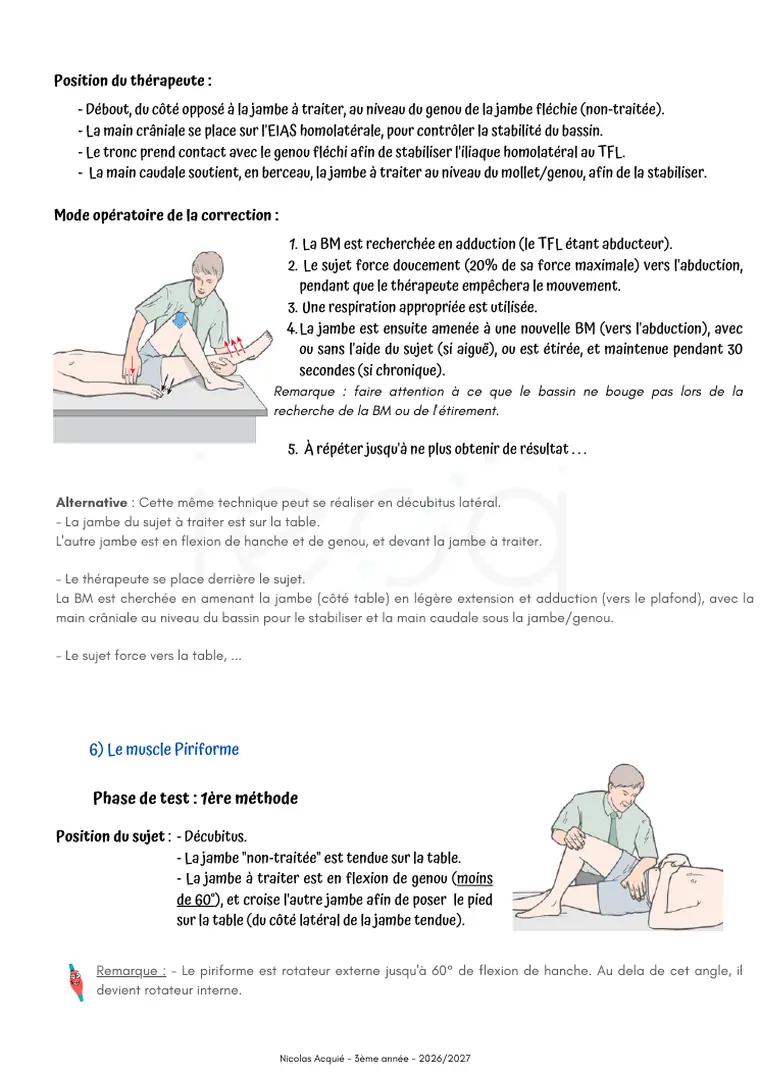 Position du thérapeute :
- Débout, du côté opposé à la jambe à traiter, au niveau du genou de la jambe fléchie (non-traitée).
- La main crâniale se place sur l'EIAS homolatérale, pour contrôler la stabilité du bassin.
- Le tronc prend contact avec le genou fléchi afin de stabiliser l'iliaque homolatéral au TFL.
- La main caudale soutient, en berceau, la jambe à traiter au niveau du mollet/genou, afin de la stabiliser.
Mode opératoire de la correction :
1. La BM est recherchée en adduction (le TFL étant abducteur).
2. Le sujet force doucement (20% de sa force maximale) vers l'abduction,
pendant que le thérapeute empêchera le mouvement.
3. Une respiration appropriée est utilisée.
4. La jambe est ensuite amenée à une nouvelle BM (vers l'abduction), avec
ou sans l'aide du sujet (si aiguë), ou est étirée, et maintenue pendant 30
secondes (si chronique).
Remarque : faire attention à ce que le bassin ne bouge pas lors de la
recherche de la BM ou de l'étirement.
5. À répéter jusqu'à ne plus obtenir de résultat . . .
iesq
Alternative : Cette même technique peut se réaliser en décubitus latéral.
- La jambe du sujet à traiter est sur la table.
L'autre jambe est en flexion de hanche et de genou, et devant la jambe à traiter.
- Le thérapeute se place derrière le sujet.
La BM est cherchée en amenant la jambe (côté table) en légère extension et adduction (vers le plafond), avec la
main crâniale au niveau du bassin pour le stabiliser et la main caudale sous la jambe/genou.
- Le sujet force vers la table, ...
6) Le muscle Piriforme
Phase de test : 1ère méthode
Position du sujet : - Décubitus.
- La jambe "non-traitée" est tendue sur la table.
- La jambe à traiter est en flexion de genou (moins
de 60°), et croise l'autre jambe afin de poser le pied
sur la table (du côté latéral de la jambe tendue).
Remarque : - Le piriforme est rotateur externe jusqu'à 60° de flexion de hanche. Au dela de cet angle, il
devient rotateur interne.
Nicolas Acquié - 3ème année - 2026/2027